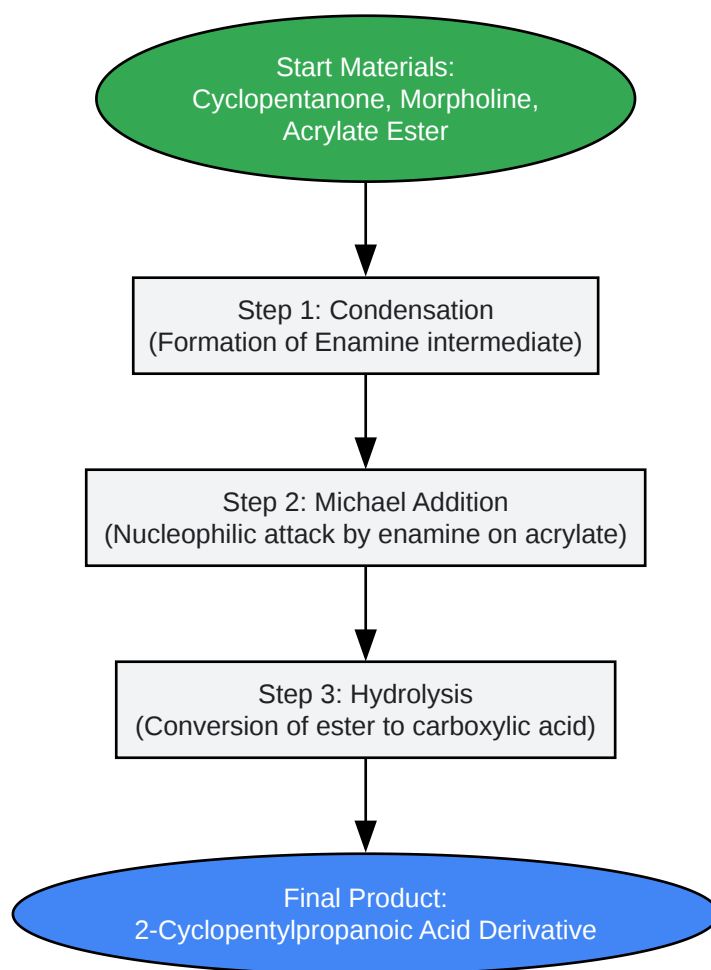 Start Materials:
Cyclopentanone, Morpholine,
Acrylate Ester
Step 1: Condensation
(Formation of Enamine intermediate)
Step 2: Michael Addition
(Nucleophilic attack by enamine on acrylate)
Step 3: Hydrolysis
(Conversion of ester to carboxylic acid)
Final Product:
2-Cyclopentylpropanoic Acid Derivative